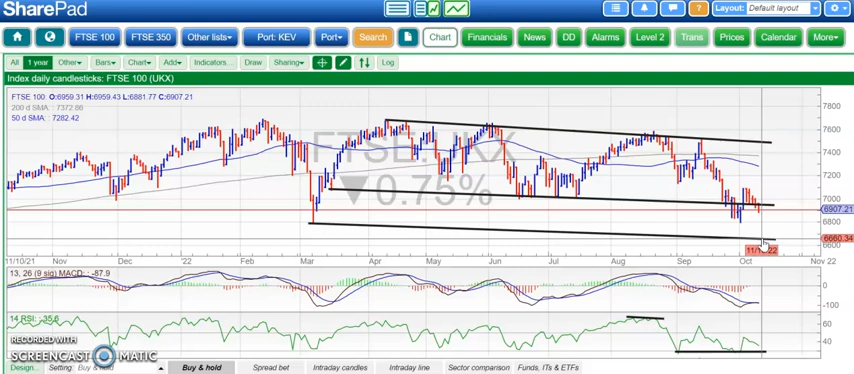 SharePad
Layout: Default layout
FTSE 100 FTSE 350 Other lists Port: KEV Port Search Chart Financials News DD Alarms Level 2 Trans Prices Calendar More
All 1 year Other Bars Chart Add Indicators.. Draw Sharing Log
Index daily candlesticks: FTSE 100 (UKX)
FTSE 100: O:6959.31 H:6959.43 L:6881.77 C:6907.21
200 d SMA : 7372.86
50 d SMA : 7282.42
FTSE:UKX
▼0.75%
7800
7600
7400
7200
7000
6907.21
6800
6660.34
6600
11/10/21 Nov Dec '22 Feb Mar Apr May Jun Jul Aug Sep Oct Nov 22
13, 26 (9 sig) MACD: -87.9
100
0
-100
14 RSI: 35.6
60
40
RECORDED WITH
SCREENCAST MATIC
Design... Setting: Buy & hold Buy & hold Spread bet Intraday candles Intraday line Sector comparison Funds, ITs & ETFs